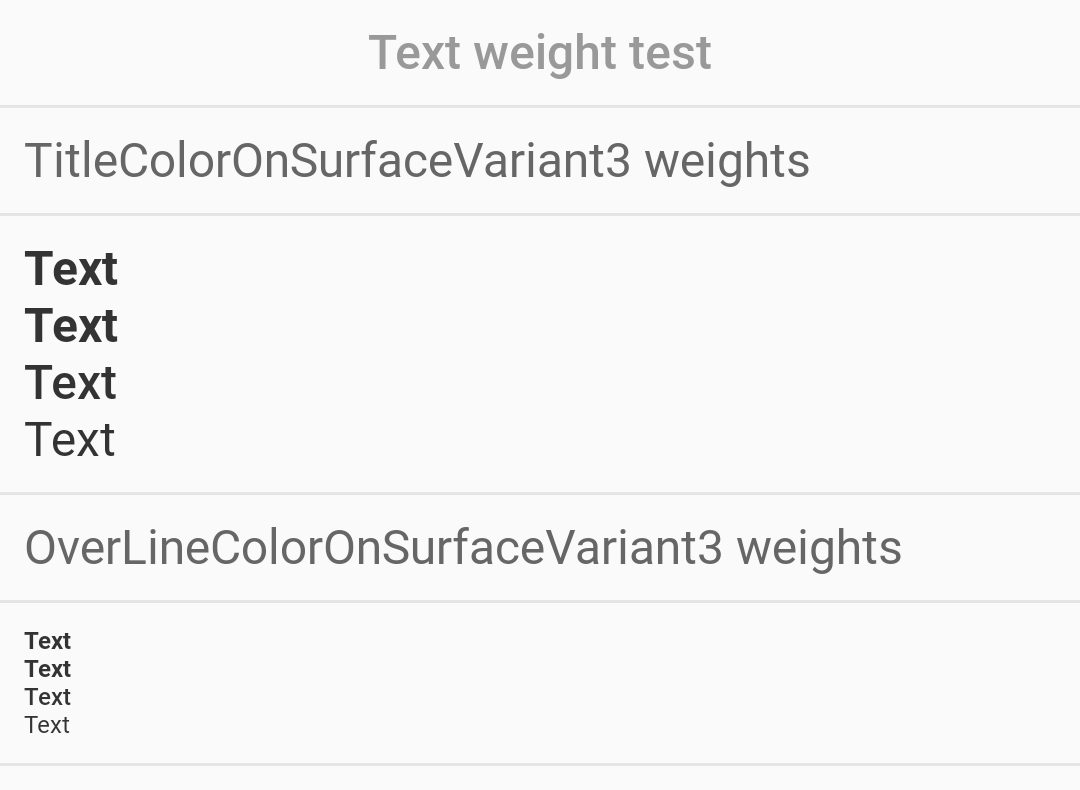 Text weight test
TitleColorOnSurfaceVariant3 weights
Text
Text
Text
Text
OverLineColorOnSurfaceVariant3 weights
Text
Text
Text
Text